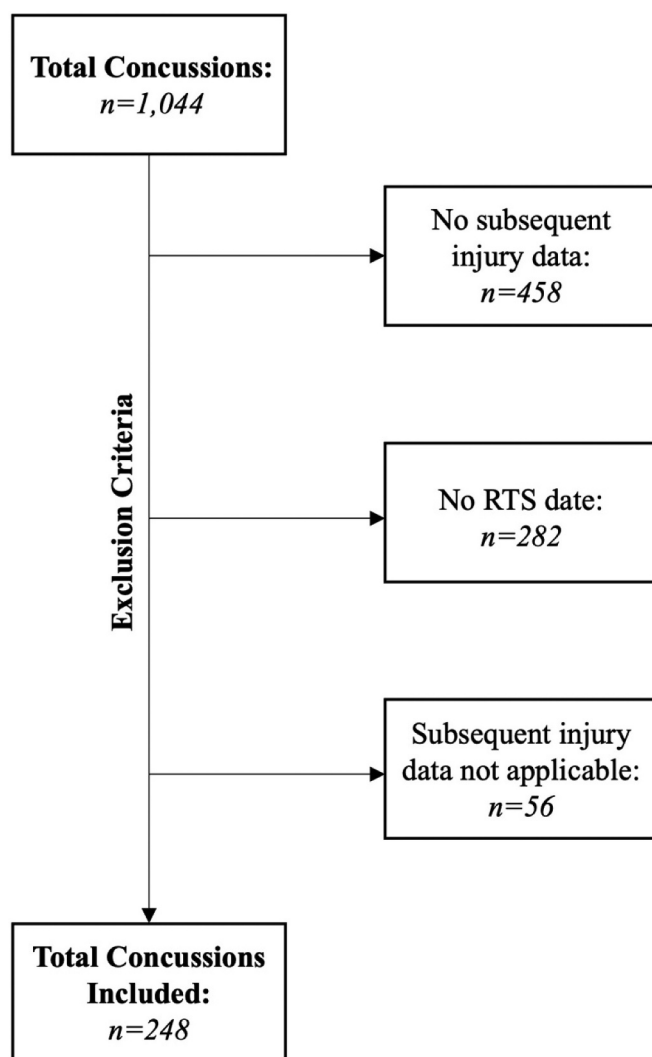 Total Concussions:
n=1,044
No subsequent
injury data:
n=458
Exclusion Criteria
No RTS date:
n=282
Subsequent injury
data not applicable:
n=56
Total Concussions
Included:
n=248